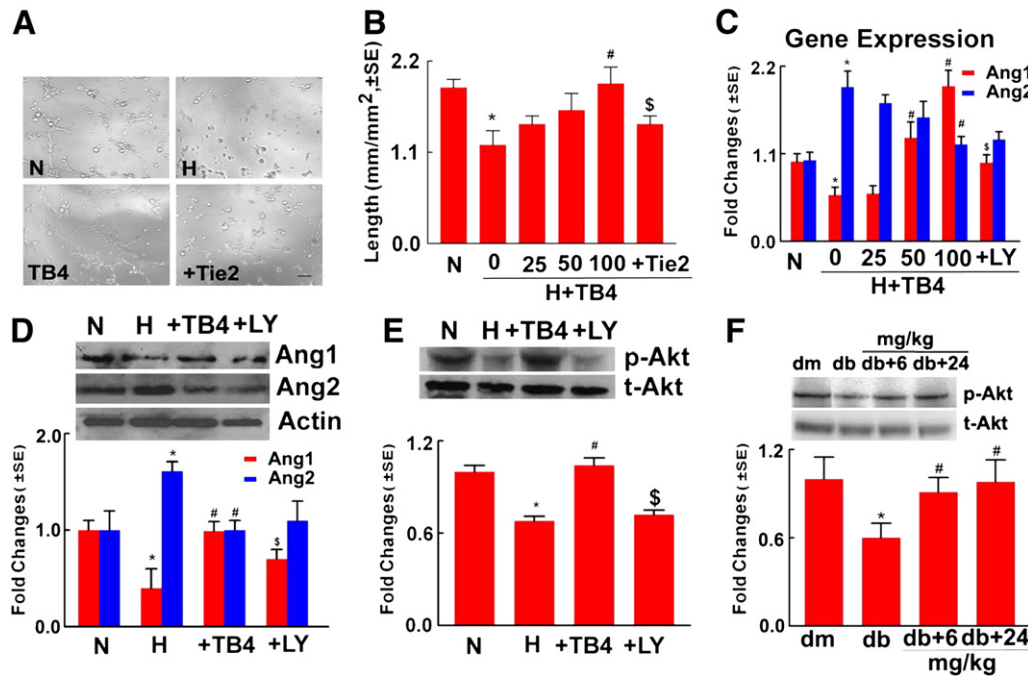 A
N
H
TB4
+Tie2
B
Length (mm/mm², ±SE)
2.2
1.1
0.0
*
#
$
N 0 25 50 100 +Tie2
H+TB4
C
Gene Expression
Fold Changes ( ±SE)
2.2
1.1
0.0
Ang1
Ang2
*
*
#
#
#
$
N 0 25 50 100 +LY
H+TB4
D
N H +TB4 +LY
Ang1
Ang2
Actin
Fold Changes ( ±SE)
2.0
1.0
0.0
Ang1
Ang2
*
*
# #
$
N H +TB4 +LY
E
N H +TB4 +LY
p-Akt
t-Akt
Fold Changes ( ±SE)
1.2
0.6
0.0
*
#
$
N H +TB4 +LY
F
mg/kg
dm db db+6 db+24
p-Akt
t-Akt
Fold Changes ( ±SE)
1.2
0.6
0.0
*
#
#
dm db db+6 db+24
mg/kg